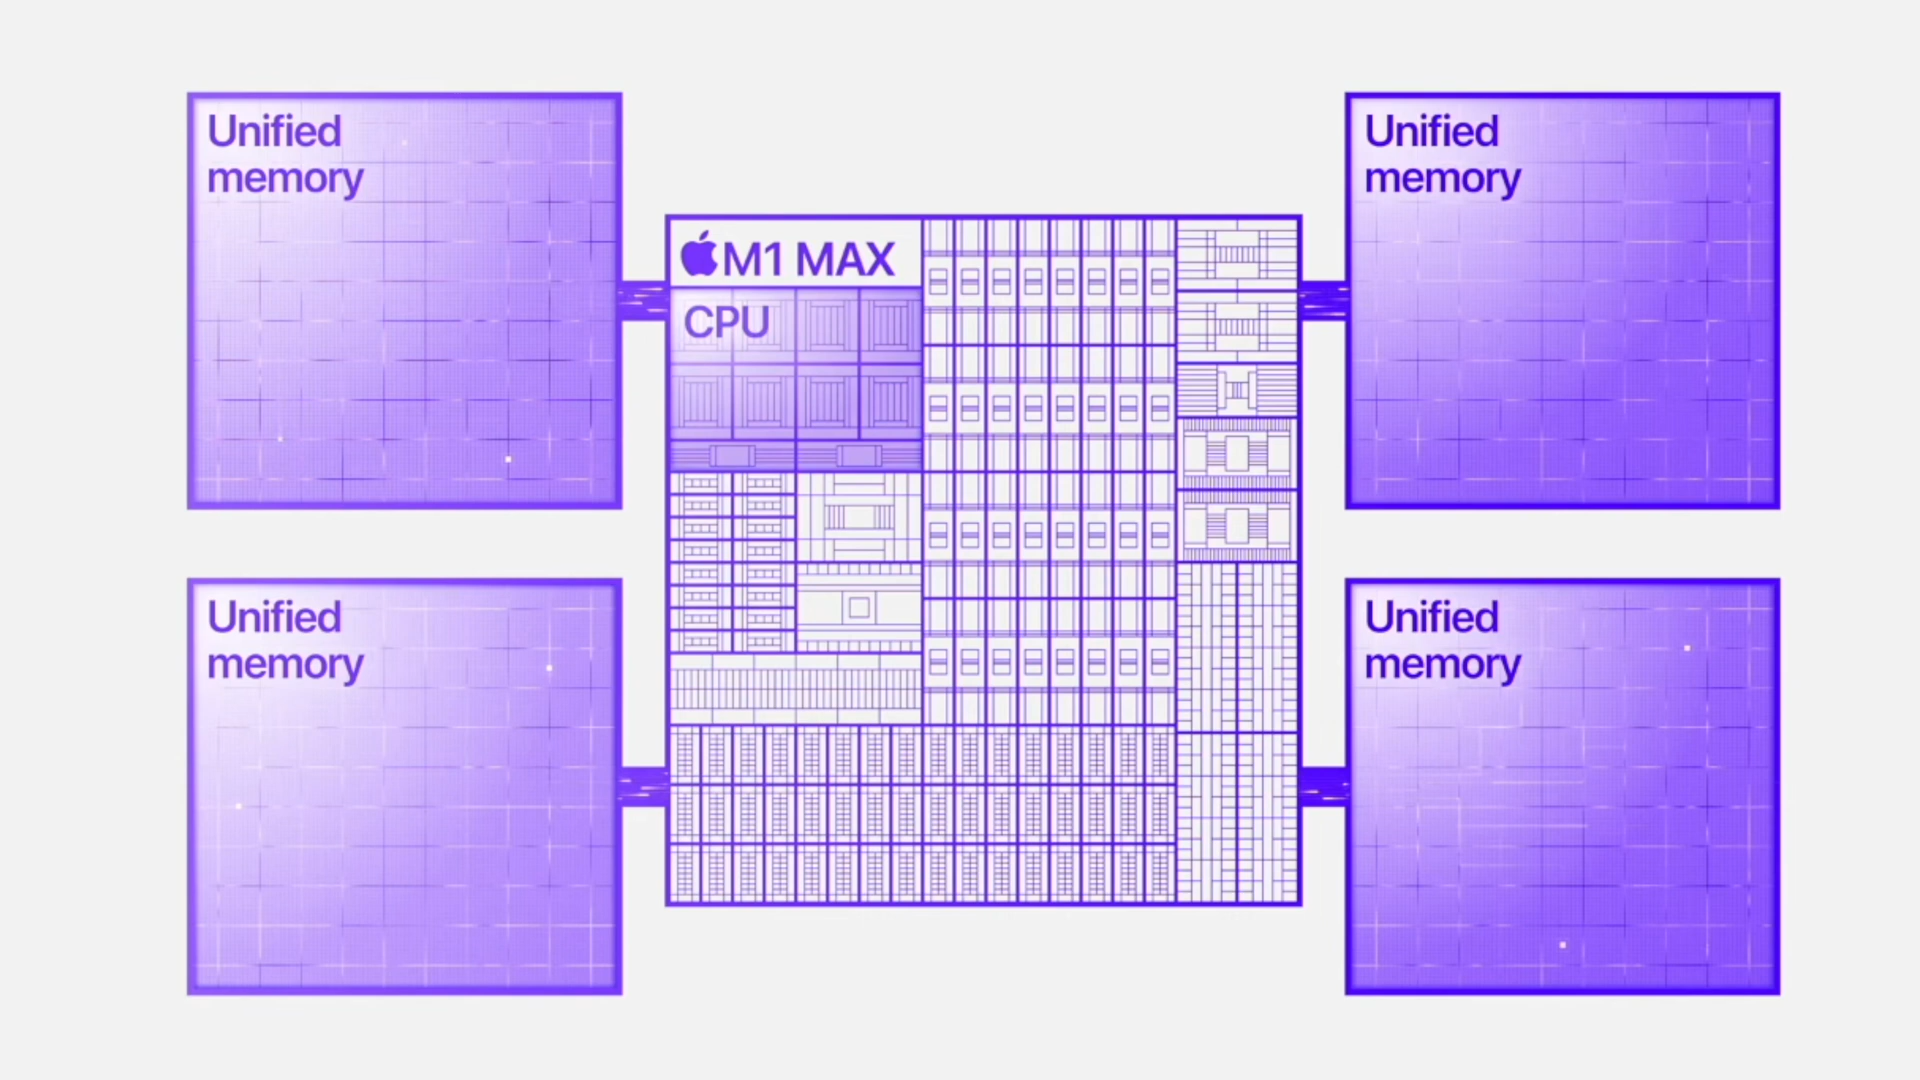 Unified
memory
Unified
memory
M1 MAX
CPU
Unified
memory
Unified
memory